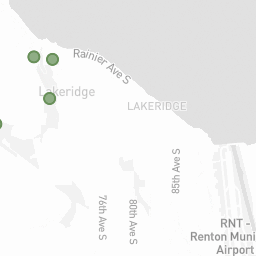 Rainier Ave S
Lakeridge
LAKERIDGE
76th Ave S
80th Ave S
85th Ave S
RNT -
Renton Muni
Airport